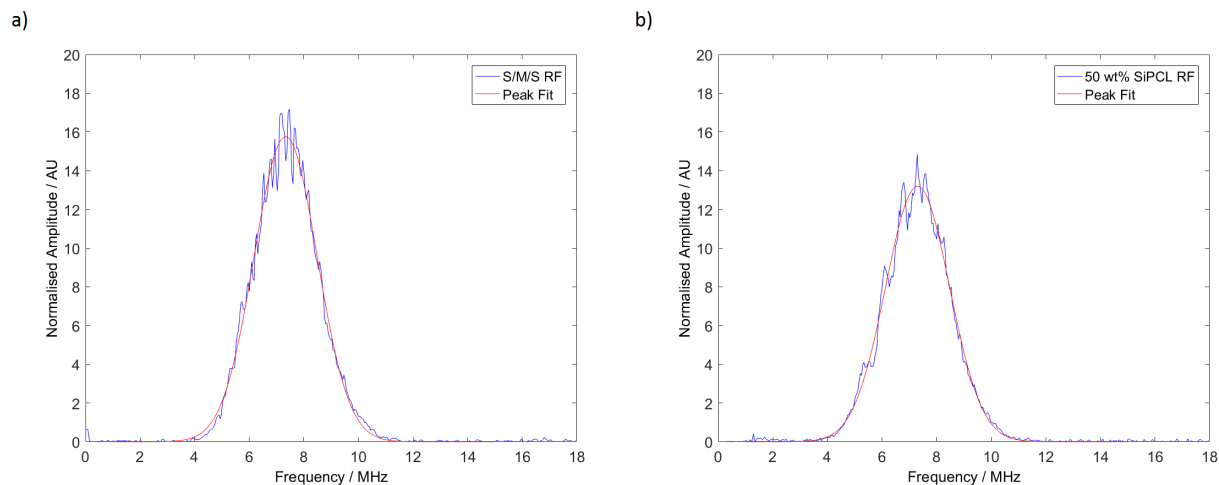 a)
20
18
16
14
12
10
8
6
4
2
0
Normalised Amplitude / AU
S/M/S RF
Peak Fit
0 2 4 6 8 10 12 14 16 18
Frequency / MHz
b)
20
18
16
14
12
10
8
6
4
2
0
Normalised Amplitude / AU
50 wt% SiPCL RF
Peak Fit
0 2 4 6 8 10 12 14 16 18
Frequency / MHz